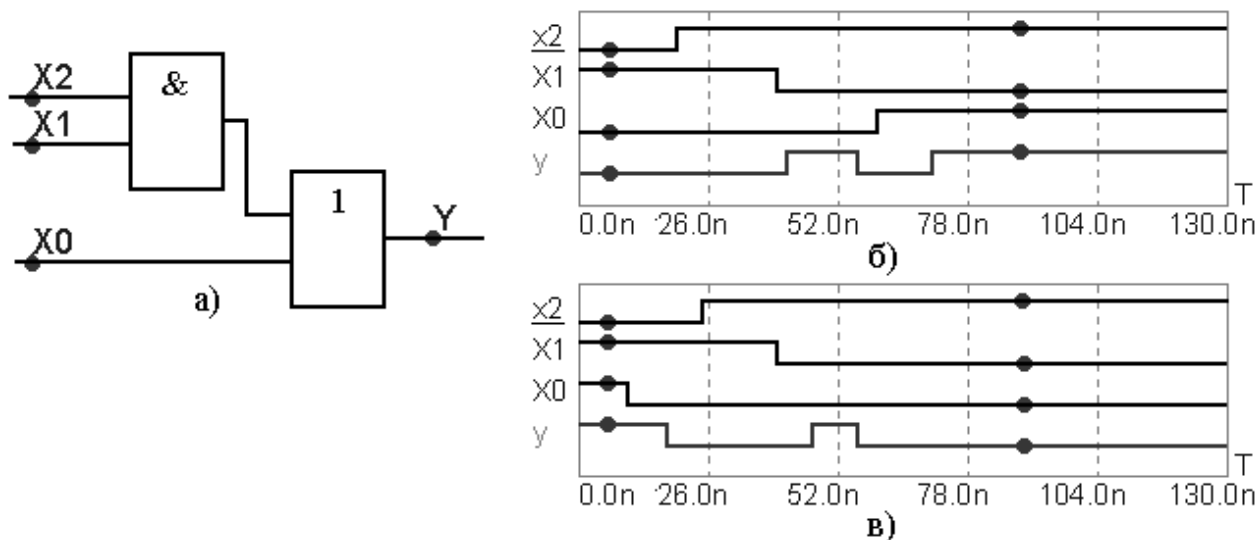 X2
&
X1
1
X0
Y
а)
x2
X1
X0
y
T
0.0n 26.0n 52.0n 78.0n 104.0n 130.0n
б)
x2
X1
X0
y
T
0.0n 26.0n 52.0n 78.0n 104.0n 130.0n
в)